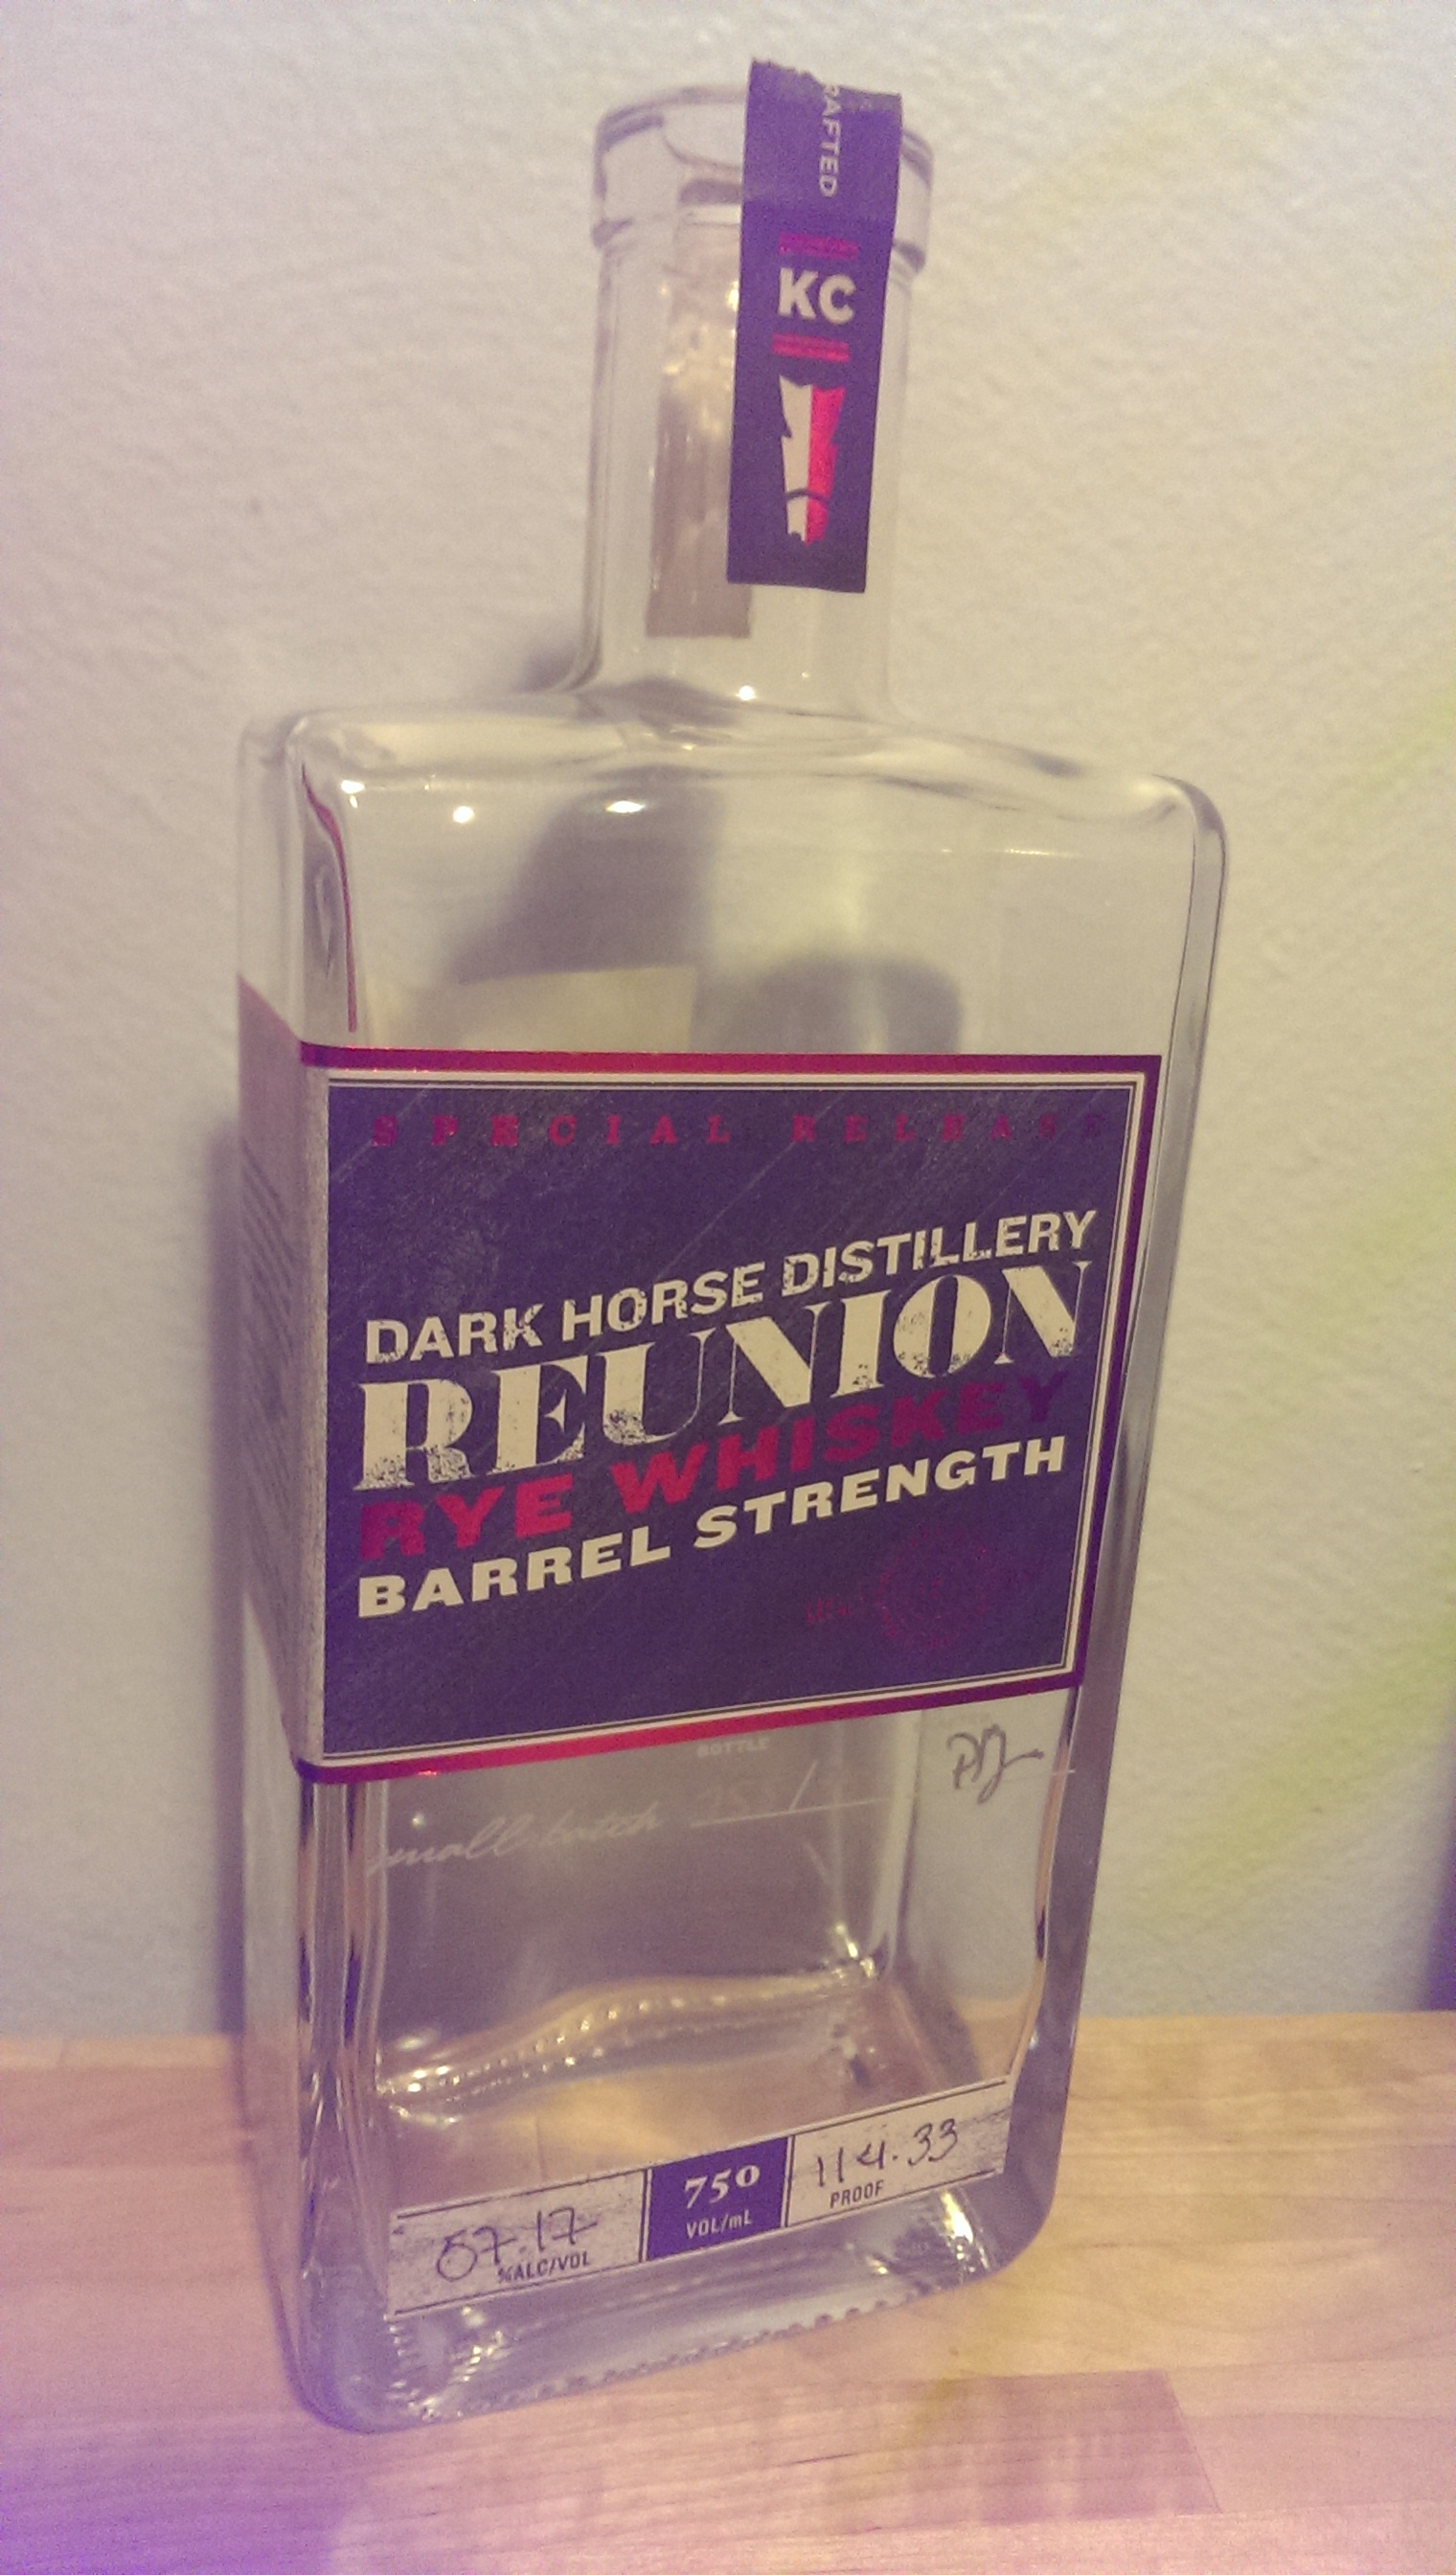 RAFTED
KC
SPECIAL RELEASE
DARK HORSE DISTILLERY
REUNION
RYE WHISKEY
BARREL STRENGTH
BOTTLE
small batch
57.17
%ALC/VOL
750
VOL/mL
114.33
PROOF